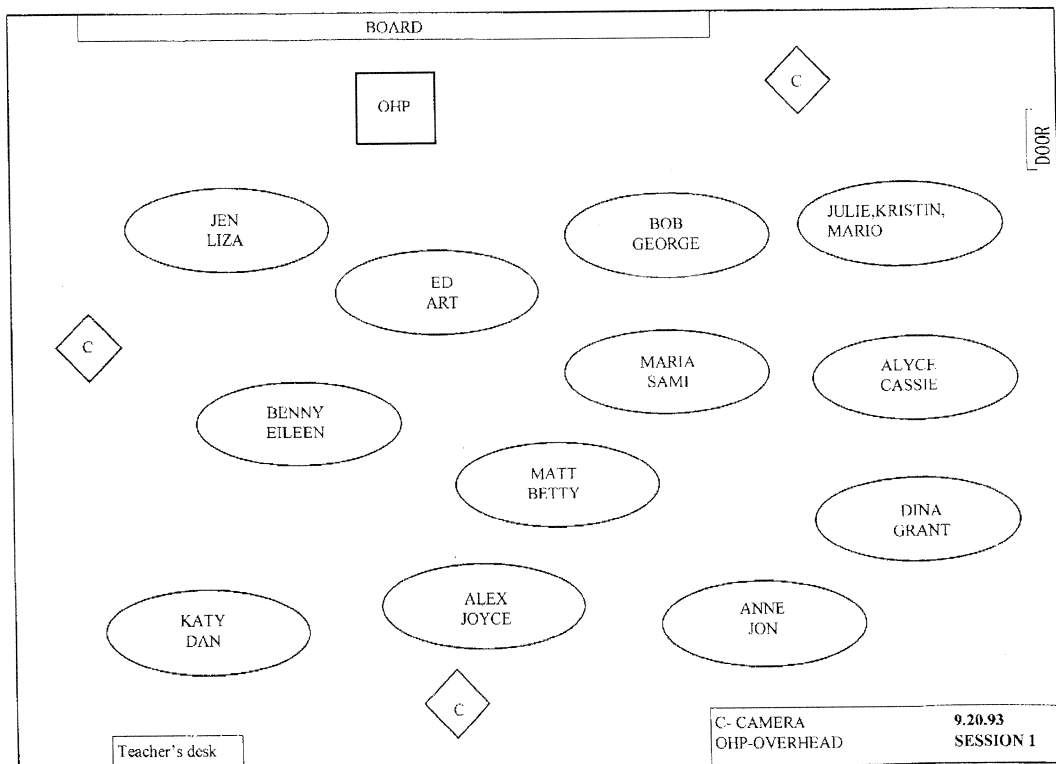 BOARD
C
OHP
DOOR
JEN
LIZA
BOB
GEORGE
JULIE,KRISTIN,
MARIO
ED
ART
C
MARIA
SAMI
ALYCE
CASSIE
BENNY
EILEEN
MATT
BETTY
DINA
GRANT
KATY
DAN
ALEX
JOYCE
ANNE
JON
C
Teacher's desk
C- CAMERA 9.20.93
OHP-OVERHEAD SESSION 1